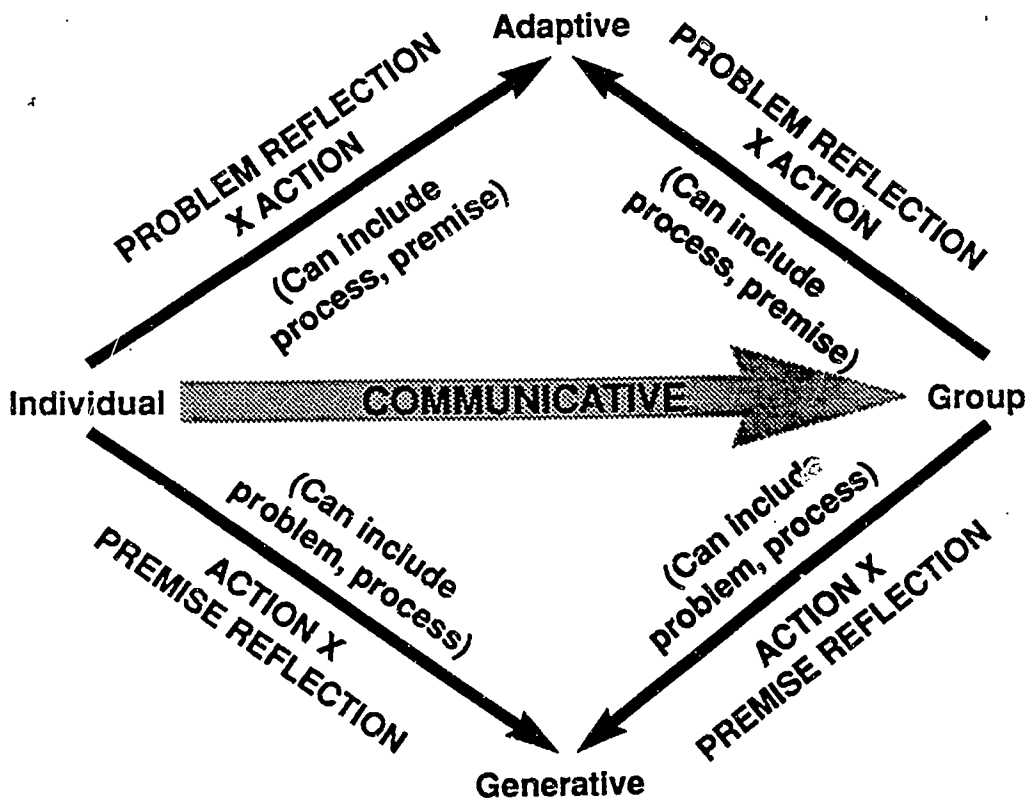 Adaptive
PROBLEM REFLECTION
X ACTION
(Can include
process, premise)
PROBLEM REFLECTION
X ACTION
(Can include
process, premise)
Individual
COMMUNICATIVE
Group
(Can include
problem, process)
ACTION X
PREMISE REFLECTION
(Can include
problem, process)
ACTION X
PREMISE REFLECTION
Generative